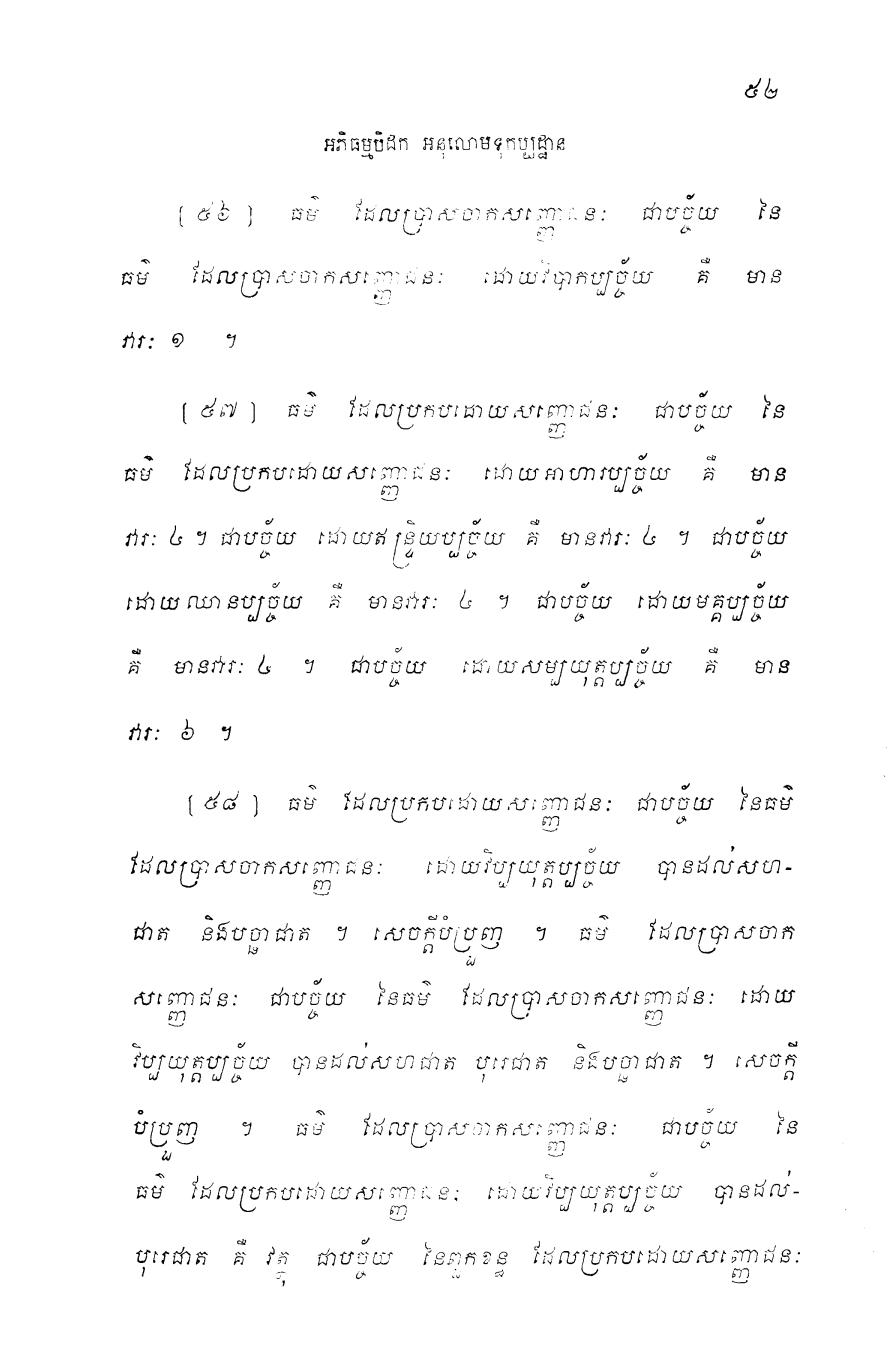 ៥២
អភិធម្មបិដក អនុលោមទុកប្បដ្ឋាន
[ ៥៦ ] ធម៌ ដែលប្រាសចាកសញ្ញោជនៈ ជាបច្ច័យ នៃ
ធម៌ ដែលប្រាសចាកសញ្ញោជនៈ ដោយវិបាកប្បច្ច័យ គឺ មាន
វារៈ ១ ។
[ ៥៧ ] ធម៌ ដែលប្រកបដោយសញ្ញោជនៈ ជាបច្ច័យ នៃ
ធម៌ ដែលប្រកបដោយសញ្ញោជនៈ ដោយអាហារប្បច្ច័យ គឺ មាន
វារៈ ៤ ។ ជាបច្ច័យ ដោយឥន្ទ្រិយប្បច្ច័យ គឺ មានវារៈ ៤ ។ ជាបច្ច័យ
ដោយឈានប្បច្ច័យ គឺ មានវារៈ ៤ ។ ជាបច្ច័យ ដោយមគ្គប្បច្ច័យ
គឺ មានវារៈ ៤ ។ ជាបច្ច័យ ដោយសម្បយុត្តប្បច្ច័យ គឺ មាន
វារៈ ៦ ។
[ ៥៨ ] ធម៌ ដែលប្រកបដោយសញ្ញោជនៈ ជាបច្ច័យ នៃធម៌
ដែលប្រាសចាកសញ្ញោជនៈ ដោយវិប្បយុត្តប្បច្ច័យ បានដល់សហ-
ជាត និងបច្ឆាជាត ។ សេចក្តីបំប្រួញ ។ ធម៌ ដែលប្រាសចាក
សញ្ញោជនៈ ជាបច្ច័យ នៃធម៌ ដែលប្រាសចាកសញ្ញោជនៈ ដោយ
វិប្បយុត្តប្បច្ច័យ បានដល់សហជាត បុរេជាត និងបច្ឆាជាត ។ សេចក្តី
បំប្រួញ ។ ធម៌ ដែលប្រាសចាកសញ្ញោជនៈ ជាបច្ច័យ នៃ
ធម៌ ដែលប្រកបដោយសញ្ញោជនៈ ដោយវិប្បយុត្តប្បច្ច័យ បានដល់-
បុរេជាត គឺ វត្ថុ ជាបច្ច័យ នៃពួកខន្ធ ដែលប្រកបដោយសញ្ញោជនៈ